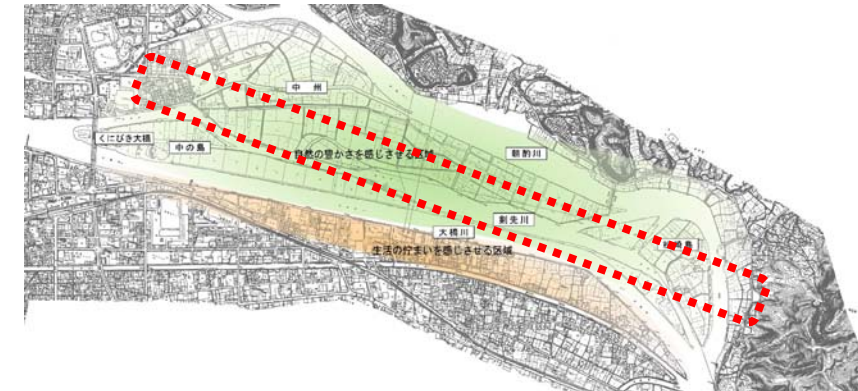 中州
くにびき大橋
中の島
自然の豊かさを感じさせる区域
朝酌川
剣先川
大橋川
生活の佇まいを感じさせる区域